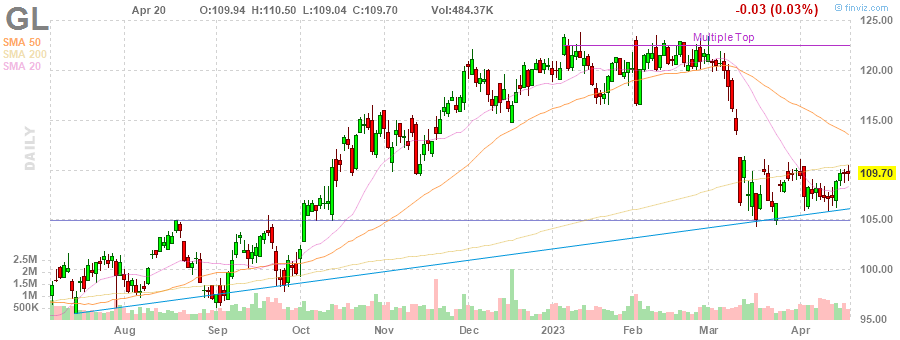 GL Apr 20 O:109.94 H:110.50 L:109.04 C:109.70 Vol:484.37K -0.03 (0.03%) © finviz.com
SMA 50
SMA 200
SMA 20
Multiple Top
DAILY
125.00
120.00
115.00
109.70
105.00
100.00
95.00
2.5M
2M
1.5M
1M
500K
Aug Sep Oct Nov Dec 2023 Feb Mar Apr